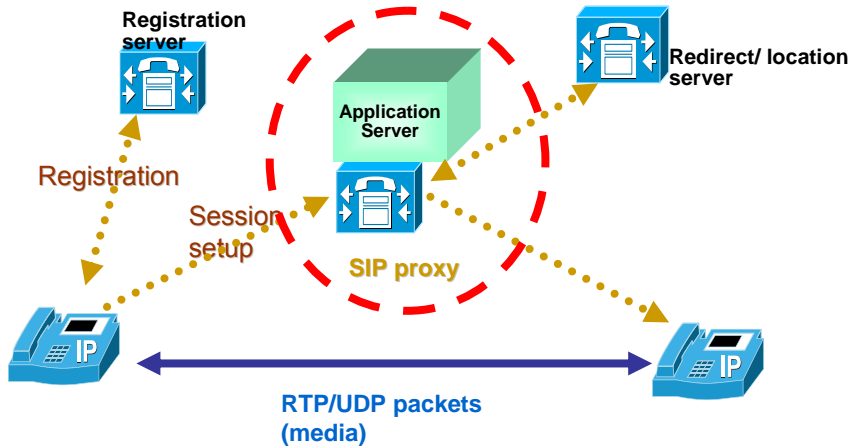 Registration
server
Redirect/ location
server
Application
Server
Registration
Session
setup
SIP proxy
IP
IP
RTP/UDP packets
(media)